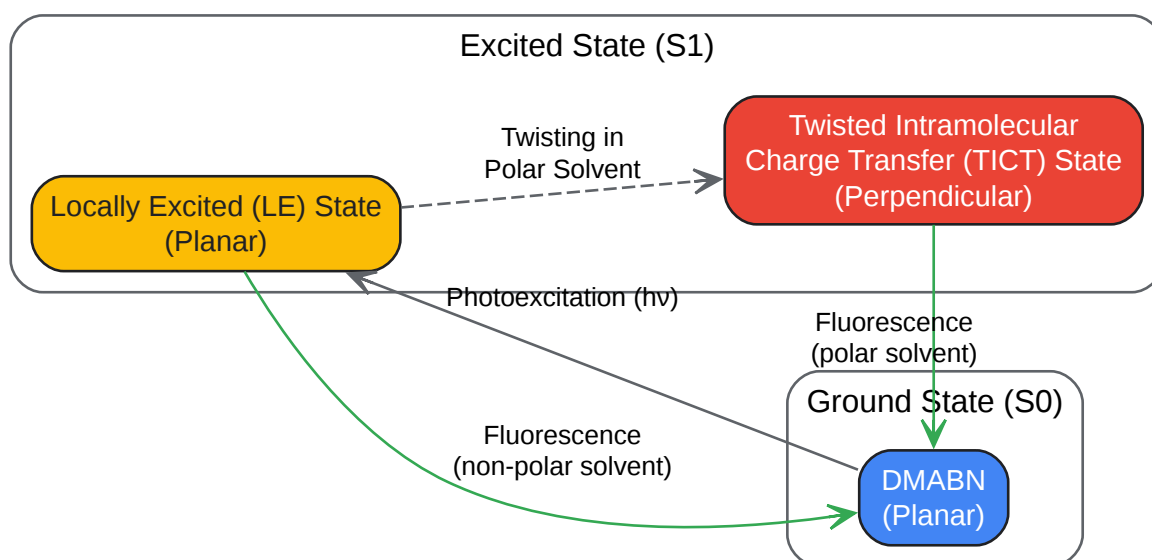 Excited State (S1)
Twisted Intramolecular
Charge Transfer (TICT) State
(Perpendicular)
Twisting in
Polar Solvent
Locally Excited (LE) State
(Planar)
Photoexcitation (hν)
Fluorescence
(polar solvent)
Ground State (S0)
Fluorescence
(non-polar solvent)
DMABN
(Planar)